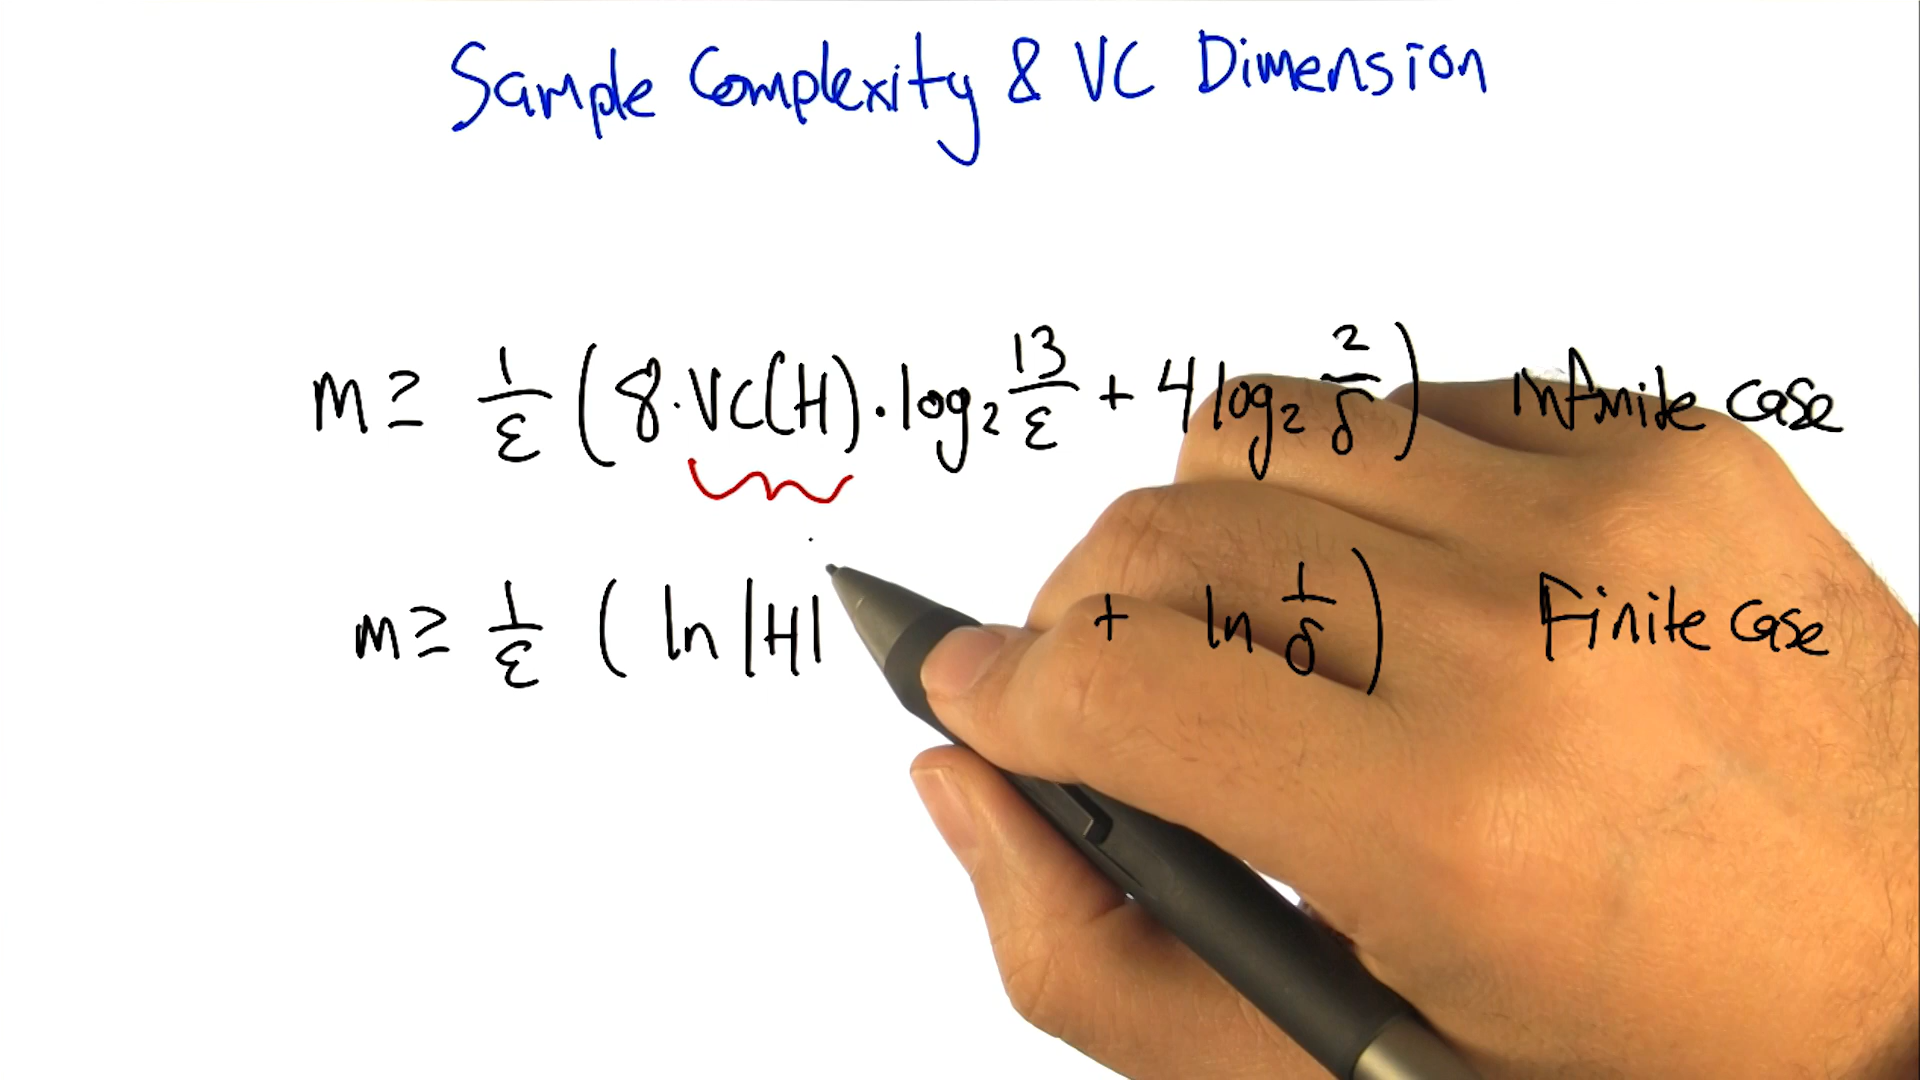 Sample Complexity & VC Dimension
m ≥ 1/ε (8·VC(H)·log₂ 13/ε + 4 log₂ 2/δ) infinite case
m ≥ 1/ε (ln |H| + ln 1/δ) Finite case